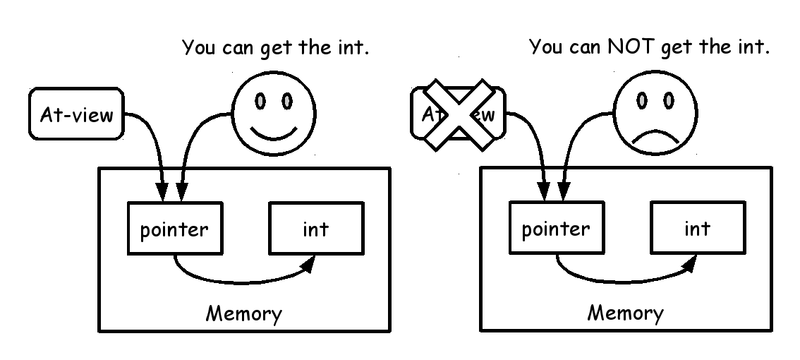 You can get the int.
You can NOT get the int.
At-view
At ew
pointer
int
pointer
int
Memory
Memory